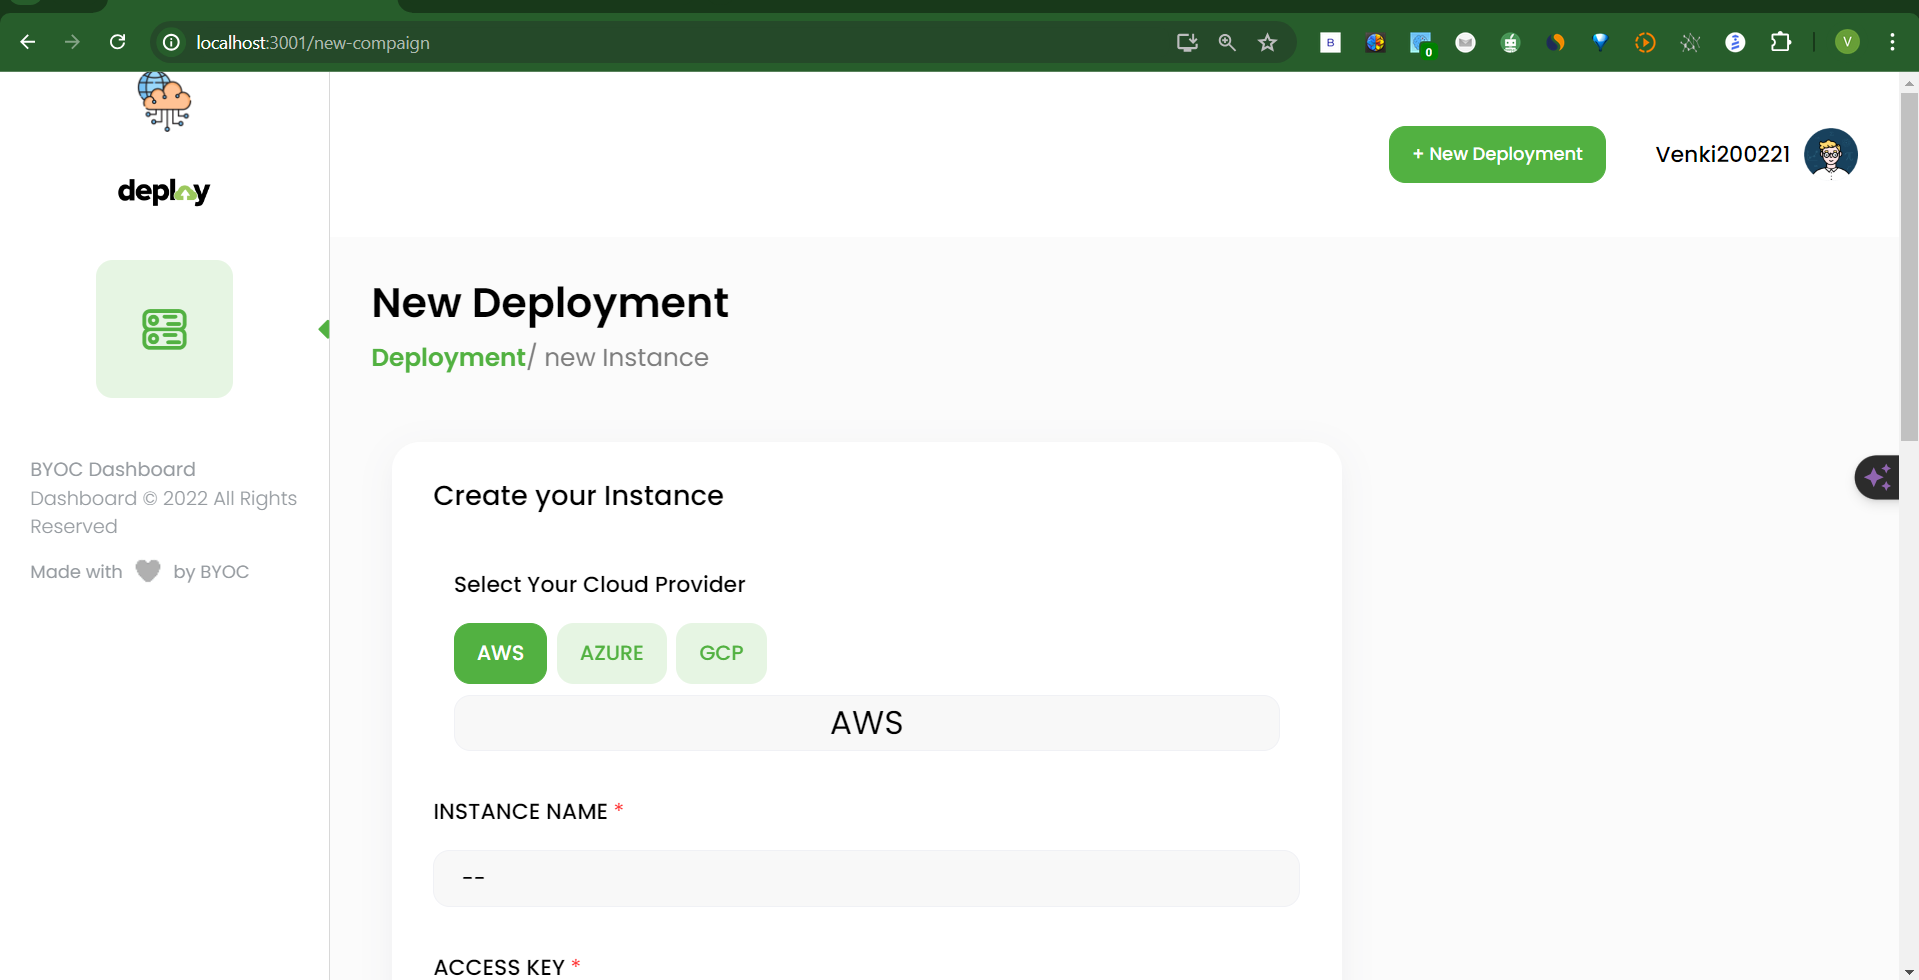 localhost:3001/new-compaign
B
0
V
deploy
+ New Deployment
Venki200221
New Deployment
Deployment/ new Instance
BYOC Dashboard
Dashboard © 2022 All Rights
Reserved
Made with by BYOC
Create your Instance
Select Your Cloud Provider
AWS
AZURE
GCP
AWS
INSTANCE NAME *
--
ACCESS KEY *